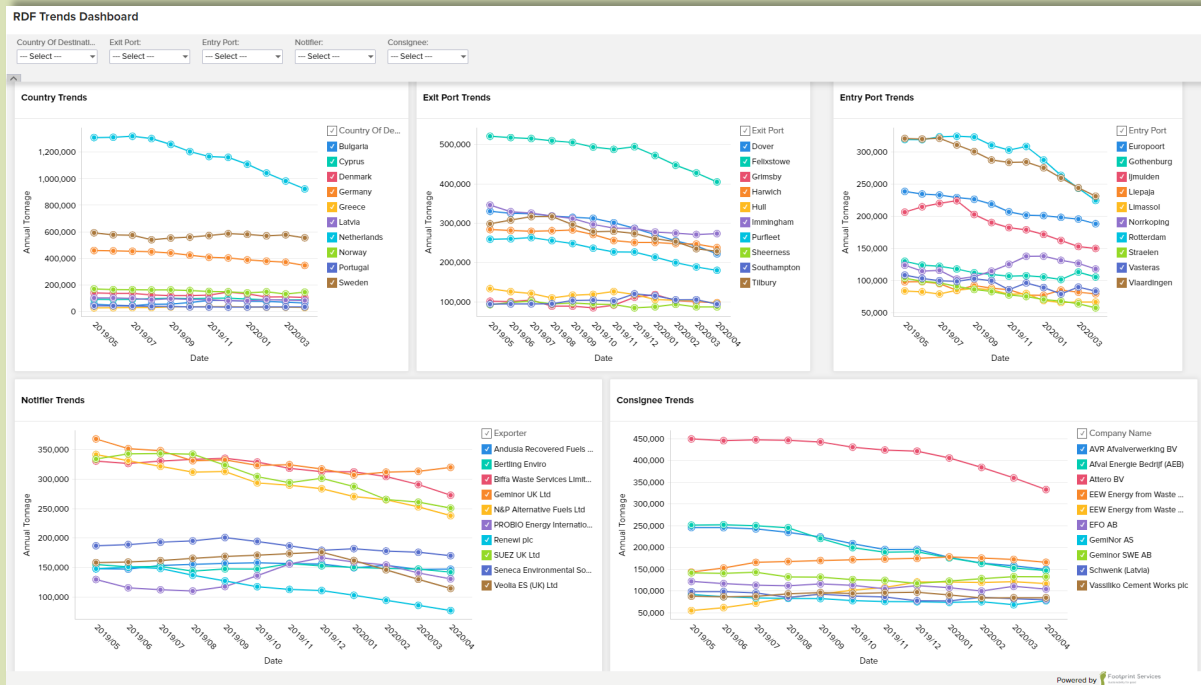 RDF Trends Dashboard
Country Of Destinati... Exit Port: Entry Port: Notifier: Consignee:
--- Select --- --- Select --- --- Select --- --- Select --- --- Select ---
Country Trends
Annual Tonnage
1,200,000
1,000,000
800,000
600,000
400,000
200,000
0
2019/05 2019/07 2019/09 2019/11 2020/01 2020/03
Date
Country Of De...
Bulgaria
Cyprus
Denmark
Germany
Greece
Latvia
Netherlands
Norway
Portugal
Sweden
Exit Port Trends
Annual Tonnage
500,000
400,000
300,000
200,000
100,000
2019/05 2019/06 2019/07 2019/08 2019/09 2019/10 2019/11 2019/12 2020/01 2020/02 2020/03 2020/04
Date
Exit Port
Dover
Felixstowe
Grimsby
Harwich
Hull
Immingham
Purfleet
Sheerness
Southampton
Tilbury
Entry Port Trends
Annual Tonnage
300,000
250,000
200,000
150,000
100,000
50,000
2019/05 2019/07 2019/09 2019/11 2020/01 2020/03
Date
Entry Port
Europoort
Gothenburg
Ijmuiden
Liepaja
Limassol
Norrkoping
Rotterdam
Straelen
Vasteras
Vlaardingen
Notifier Trends
Annual Tonnage
350,000
300,000
250,000
200,000
150,000
100,000
2019/05 2019/06 2019/07 2019/08 2019/09 2019/10 2019/11 2019/12 2020/01 2020/02 2020/03 2020/04
Date
Exporter
Andusia Recovered Fuels ...
Bertling Enviro
Biffa Waste Services Limit...
Geminor UK Ltd
N&P Alternative Fuels Ltd
PROBIO Energy Internatio...
Renewi plc
SUEZ UK Ltd
Seneca Environmental So...
Veolia ES (UK) Ltd
Consignee Trends
Annual Tonnage
450,000
400,000
350,000
300,000
250,000
200,000
150,000
100,000
50,000
2019/05 2019/06 2019/07 2019/08 2019/09 2019/10 2019/11 2019/12 2020/01 2020/02 2020/03 2020/04
Date
Company Name
AVR Afvalverwerking BV
Afval Energie Bedrijf (AEB)
Attero BV
EEW Energy from Waste ...
EEW Energy from Waste ...
EFO AB
GemiNor AS
Geminor SWE AB
Schwenk (Latvia)
Vassiliko Cement Works plc
Powered by Footprint Services